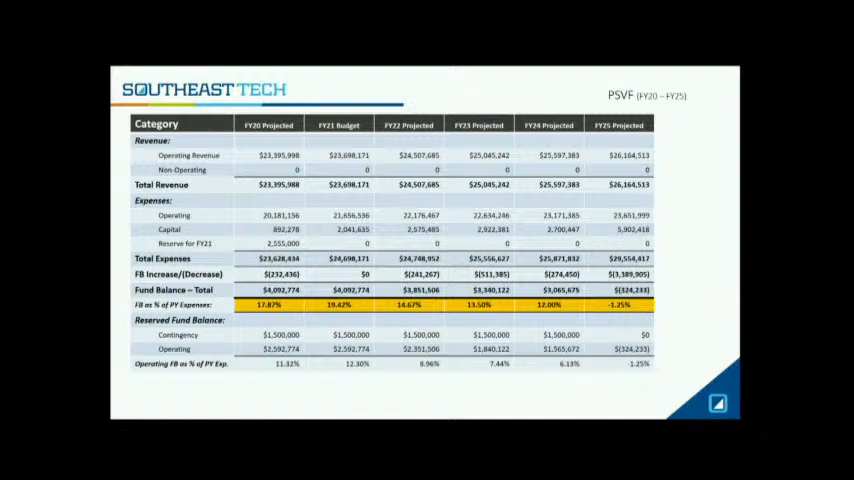 SOUTHEAST TECH
PSVF (FY20 – FY25)
Category FY20 Projected FY21 Budget FY22 Projected FY23 Projected FY24 Projected FY25 Projected
Revenue:
Operating Revenue $23,395,998 $23,698,171 $24,507,685 $25,045,242 $25,597,383 $26,164,513
Non-Operating 0 0 0 0 0 0
Total Revenue $23,395,988 $23,698,171 $24,507,685 $25,045,242 $25,597,383 $26,164,513
Expenses:
Operating 20,181,156 21,656,536 22,176,467 22,634,246 23,171,385 23,651,999
Capital 892,278 2,041,635 2,575,485 2,922,381 2,700,447 5,902,418
Reserve for FY21 2,555,000 0 0 0 0 0
Total Expenses $23,628,434 $24,698,171 $24,748,952 $25,556,627 $25,871,832 $29,554,417
FB Increase/(Decrease) $(232,436) $0 $(241,267) $(511,385) $(274,450) $(3,389,905)
Fund Balance – Total $4,092,774 $4,092,774 $3,851,506 $3,340,122 $3,065,675 $(324,233)
FB as % of PY Expenses: 17.87% 19.42% 14.67% 13.50% 12.00% -1.25%
Reserved Fund Balance:
Contingency $1,500,000 $1,500,000 $1,500,000 $1,500,000 $1,500,000 $0
Operating $2,592,774 $2,592,774 $2,351,506 $1,840,122 $1,565,672 $(324,233)
Operating FB as % of PY Exp. 11.32% 12.30% 8.96% 7.44% 6.13% -1.25%